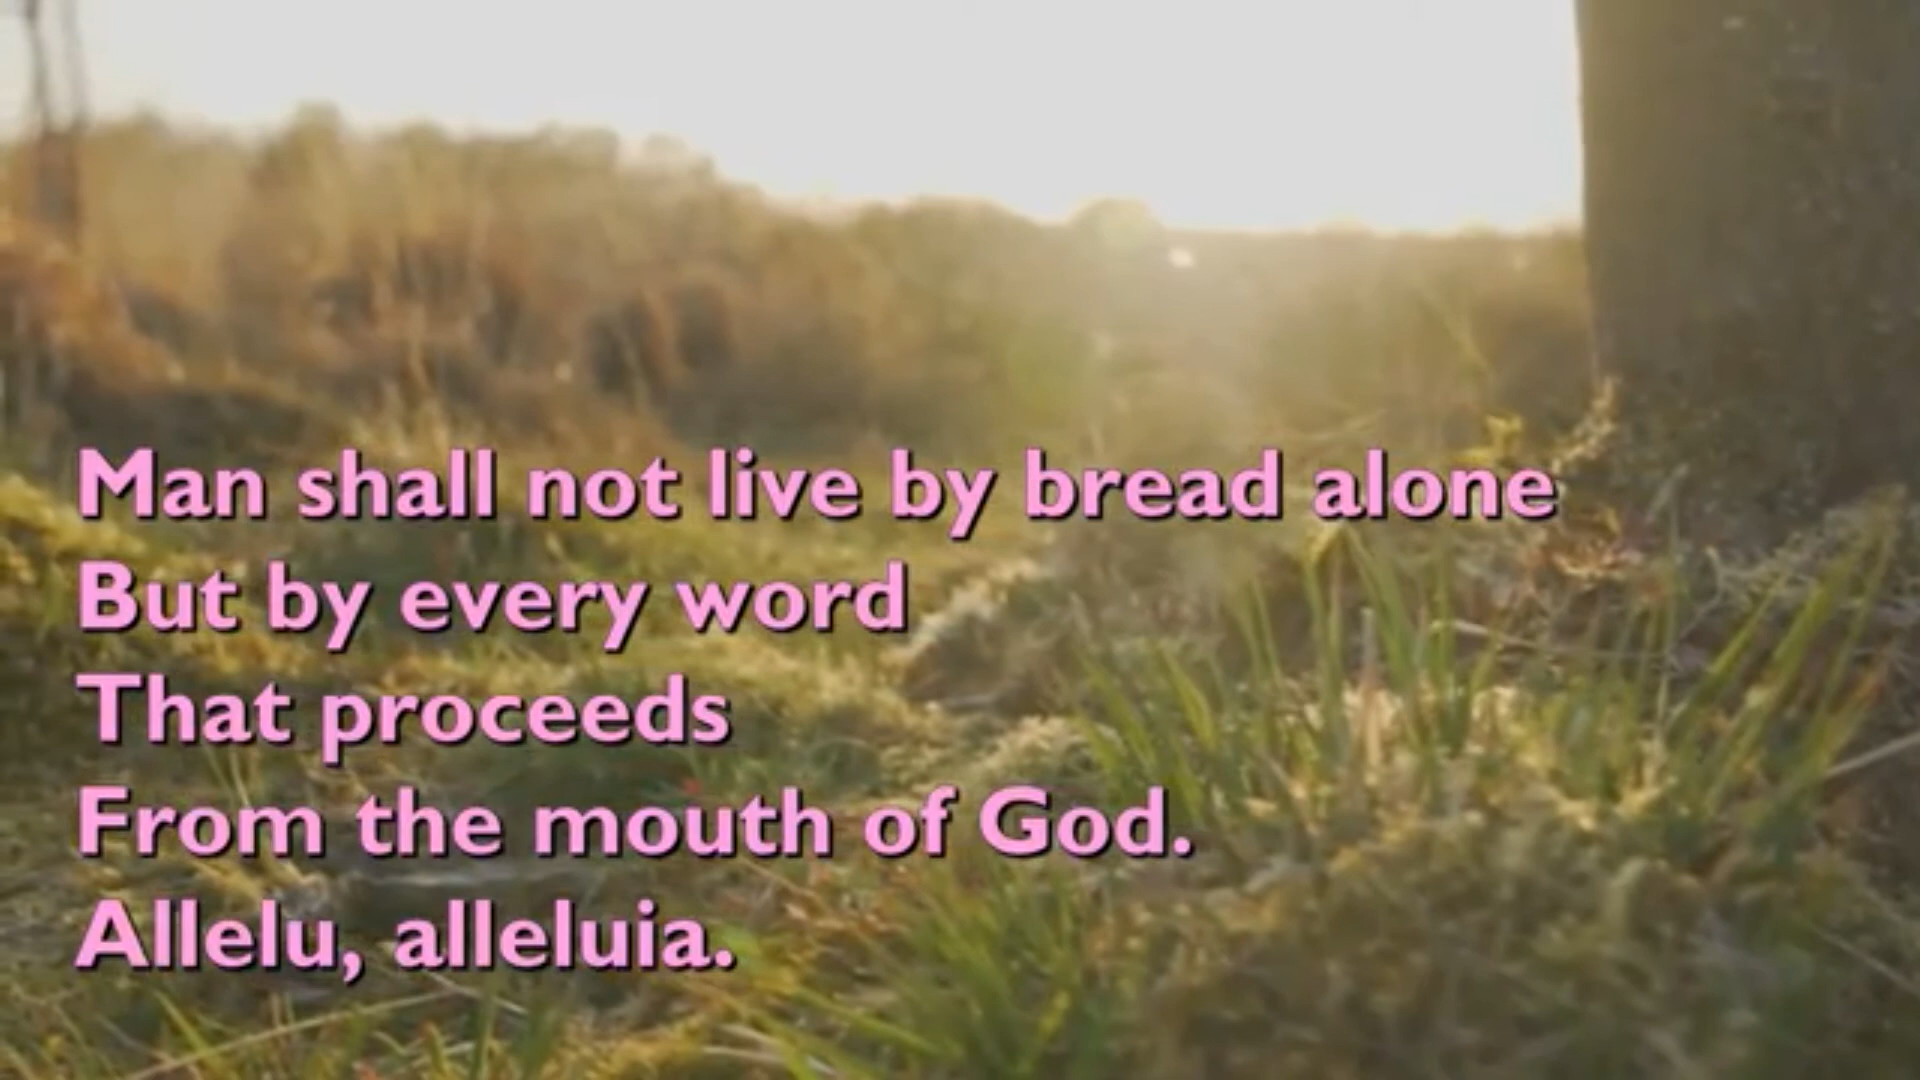 Man shall not live by bread alone
But by every word
That proceeds
From the mouth of God.
Allelu, alleluia.